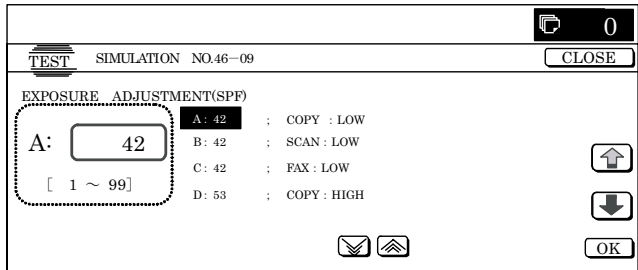 0
TEST SIMULATION NO.46-09 CLOSE
EXPOSURE ADJUSTMENT(SPF)
A: 42 ; COPY : LOW
A: 42 B: 42 ; SCAN : LOW
C: 42 ; FAX : LOW
[ 1 ~ 99] D: 53 ; COPY : HIGH
OK